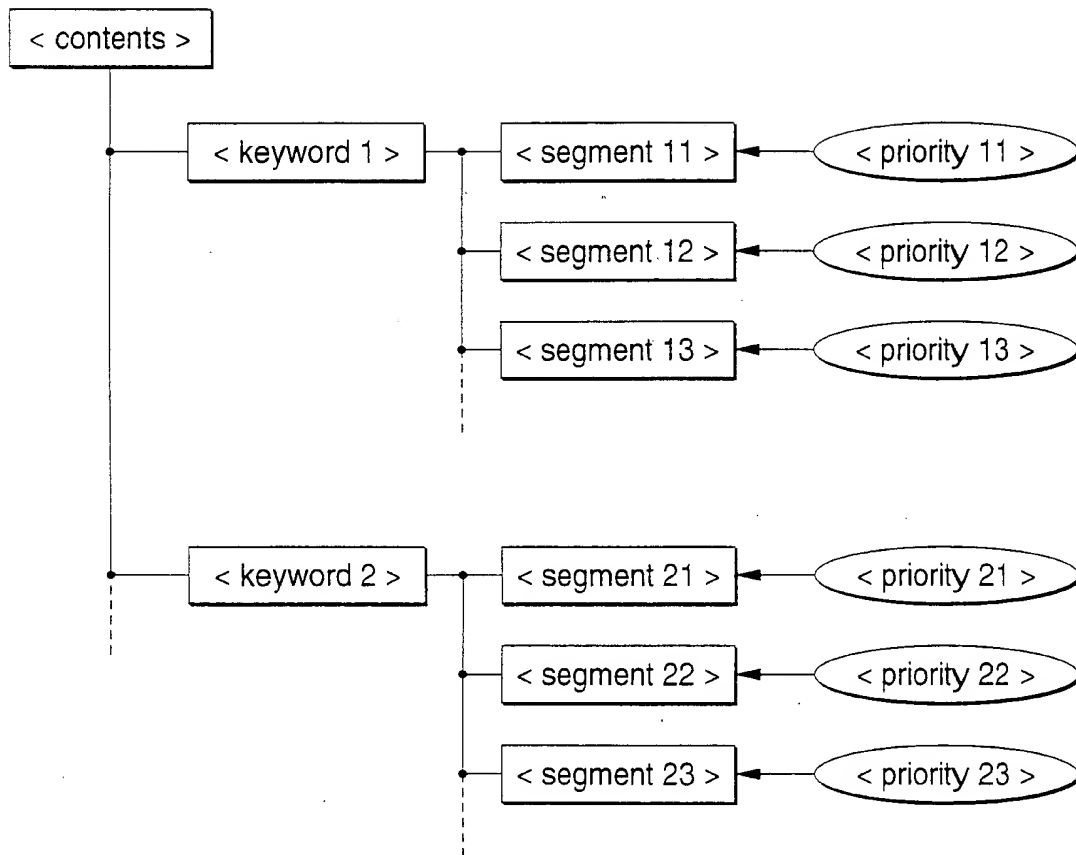 < contents >
< keyword 1 >
< segment 11 >
< priority 11 >
< segment 12 >
< priority 12 >
< segment 13 >
< priority 13 >
< keyword 2 >
< segment 21 >
< priority 21 >
< segment 22 >
< priority 22 >
< segment 23 >
< priority 23 >